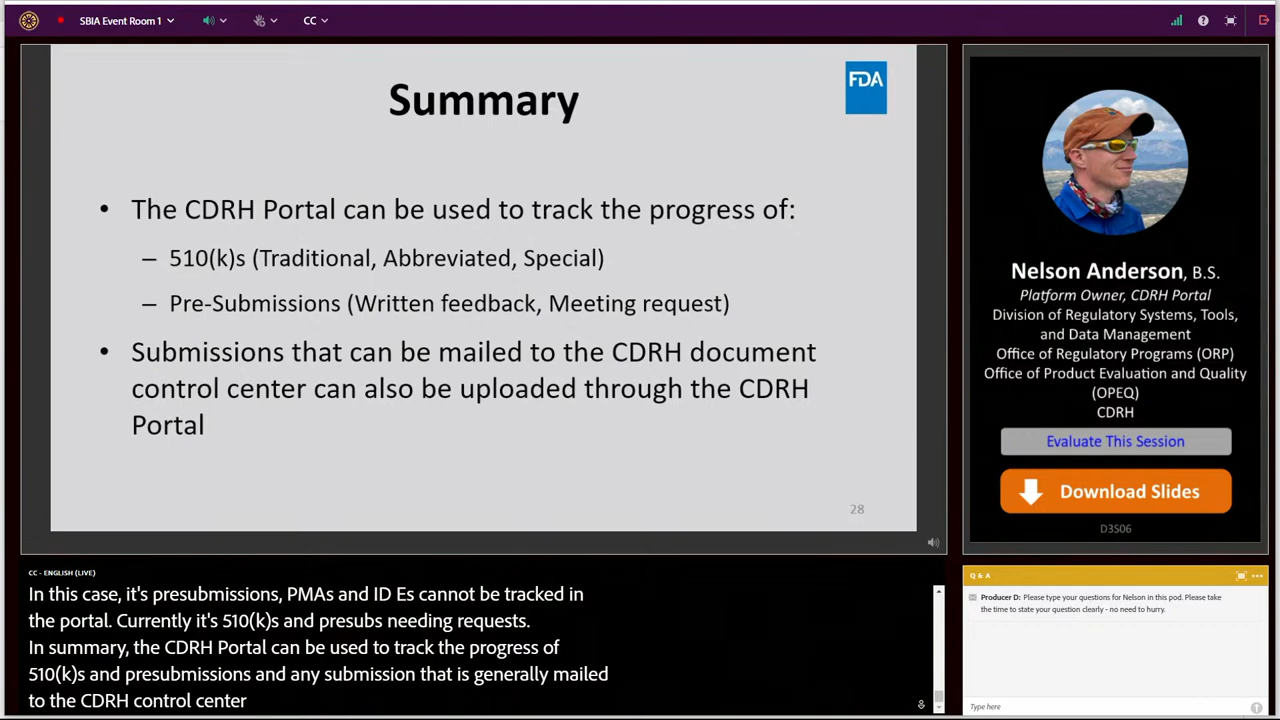 SBIA Event Room 1
CC
Summary
FDA
• The CDRH Portal can be used to track the progress of:
– 510(k)s (Traditional, Abbreviated, Special)
– Pre-Submissions (Written feedback, Meeting request)
• Submissions that can be mailed to the CDRH document
control center can also be uploaded through the CDRH
Portal
28
Nelson Anderson, B.S.
Platform Owner, CDRH Portal
Division of Regulatory Systems, Tools,
and Data Management
Office of Regulatory Programs (ORP)
Office of Product Evaluation and Quality
(OPEQ)
CDRH
Evaluate This Session
Download Slides
D3S06
CC - ENGLISH (LIVE)
In this case, it's presubmissions, PMAs and ID Es cannot be tracked in
the portal. Currently it's 510(k)s and presubs needing requests.
In summary, the CDRH Portal can be used to track the progress of
510(k)s and presubmissions and any submission that is generally mailed
to the CDRH control center
Q & A
Producer D: Please type your questions for Nelson in this pod. Please take
the time to state your question clearly - no need to hurry.
Type here